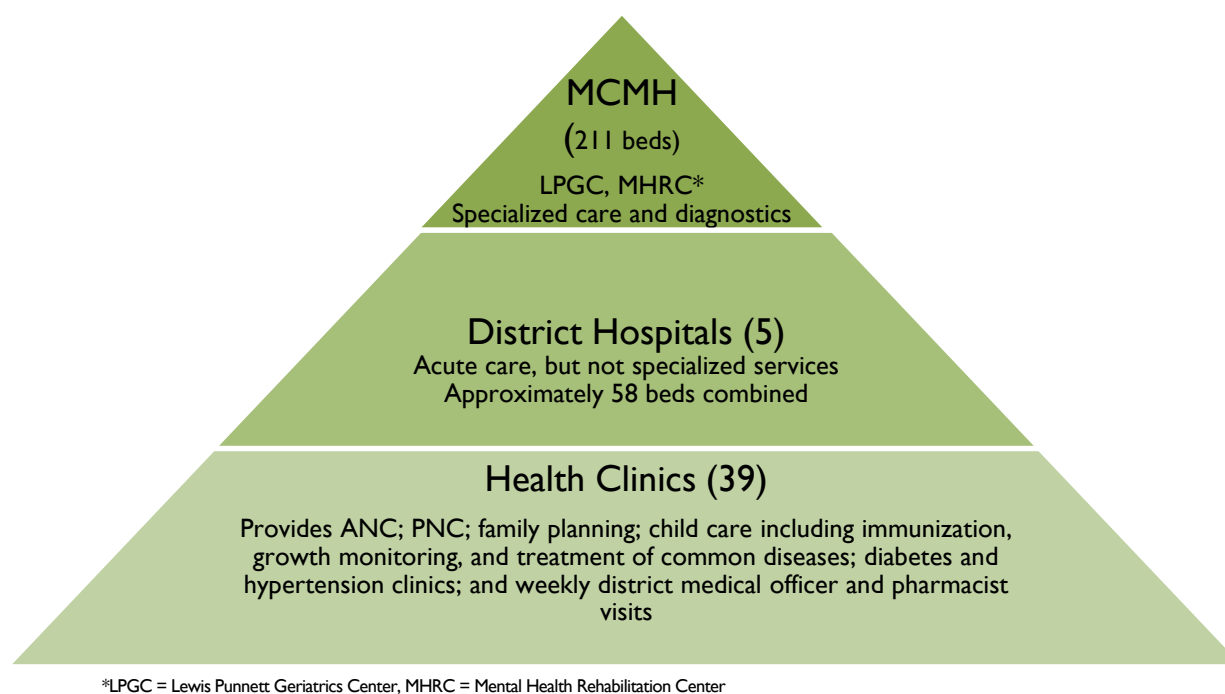 MCMH
(211 beds)
LPGC, MHRC*
Specialized care and diagnostics
District Hospitals (5)
Acute care, but not specialized services
Approximately 58 beds combined
Health Clinics (39)
Provides ANC; PNC; family planning; child care including immunization,
growth monitoring, and treatment of common diseases; diabetes and
hypertension clinics; and weekly district medical officer and pharmacist
visits
*LPGC = Lewis Punnett Geriatrics Center, MHRC = Mental Health Rehabilitation Center